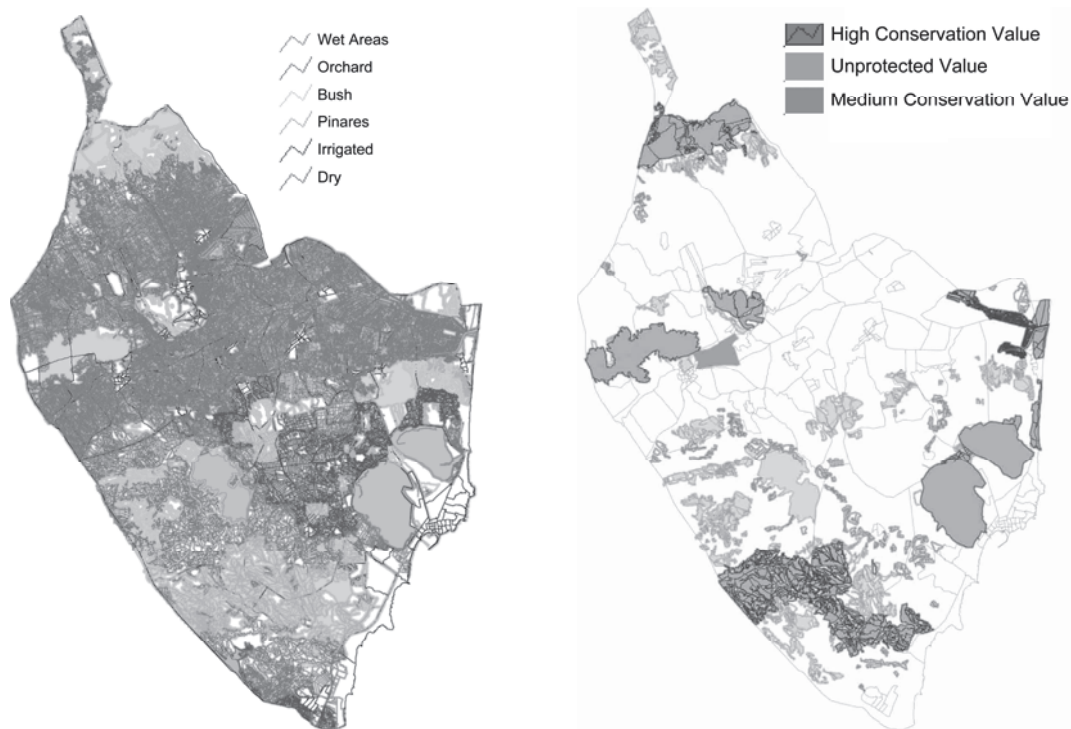 Wet Areas
Orchard
Bush
Pinares
Irrigated
Dry
High Conservation Value
Unprotected Value
Medium Conservation Value